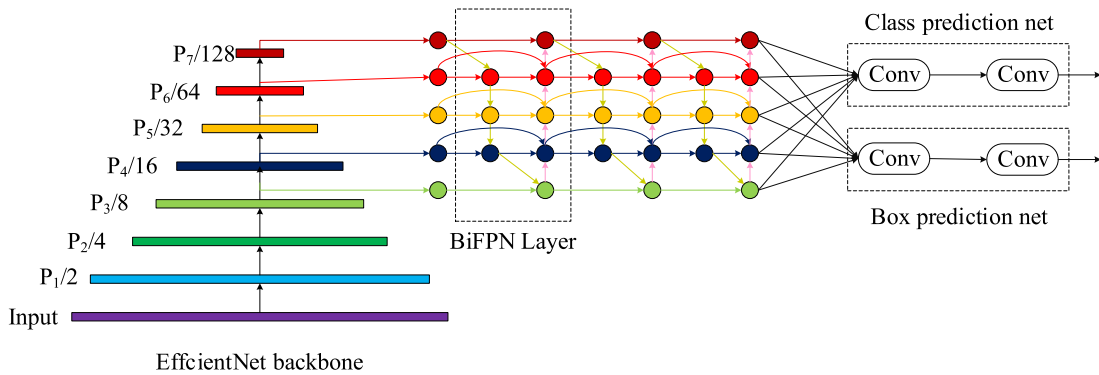 Class prediction net
P₇/128
P₆/64
Conv
Conv
P₅/32
P₄/16
Conv
Conv
P₃/8
Box prediction net
P₂/4
BiFPN Layer
P₁/2
Input
EffcientNet backbone